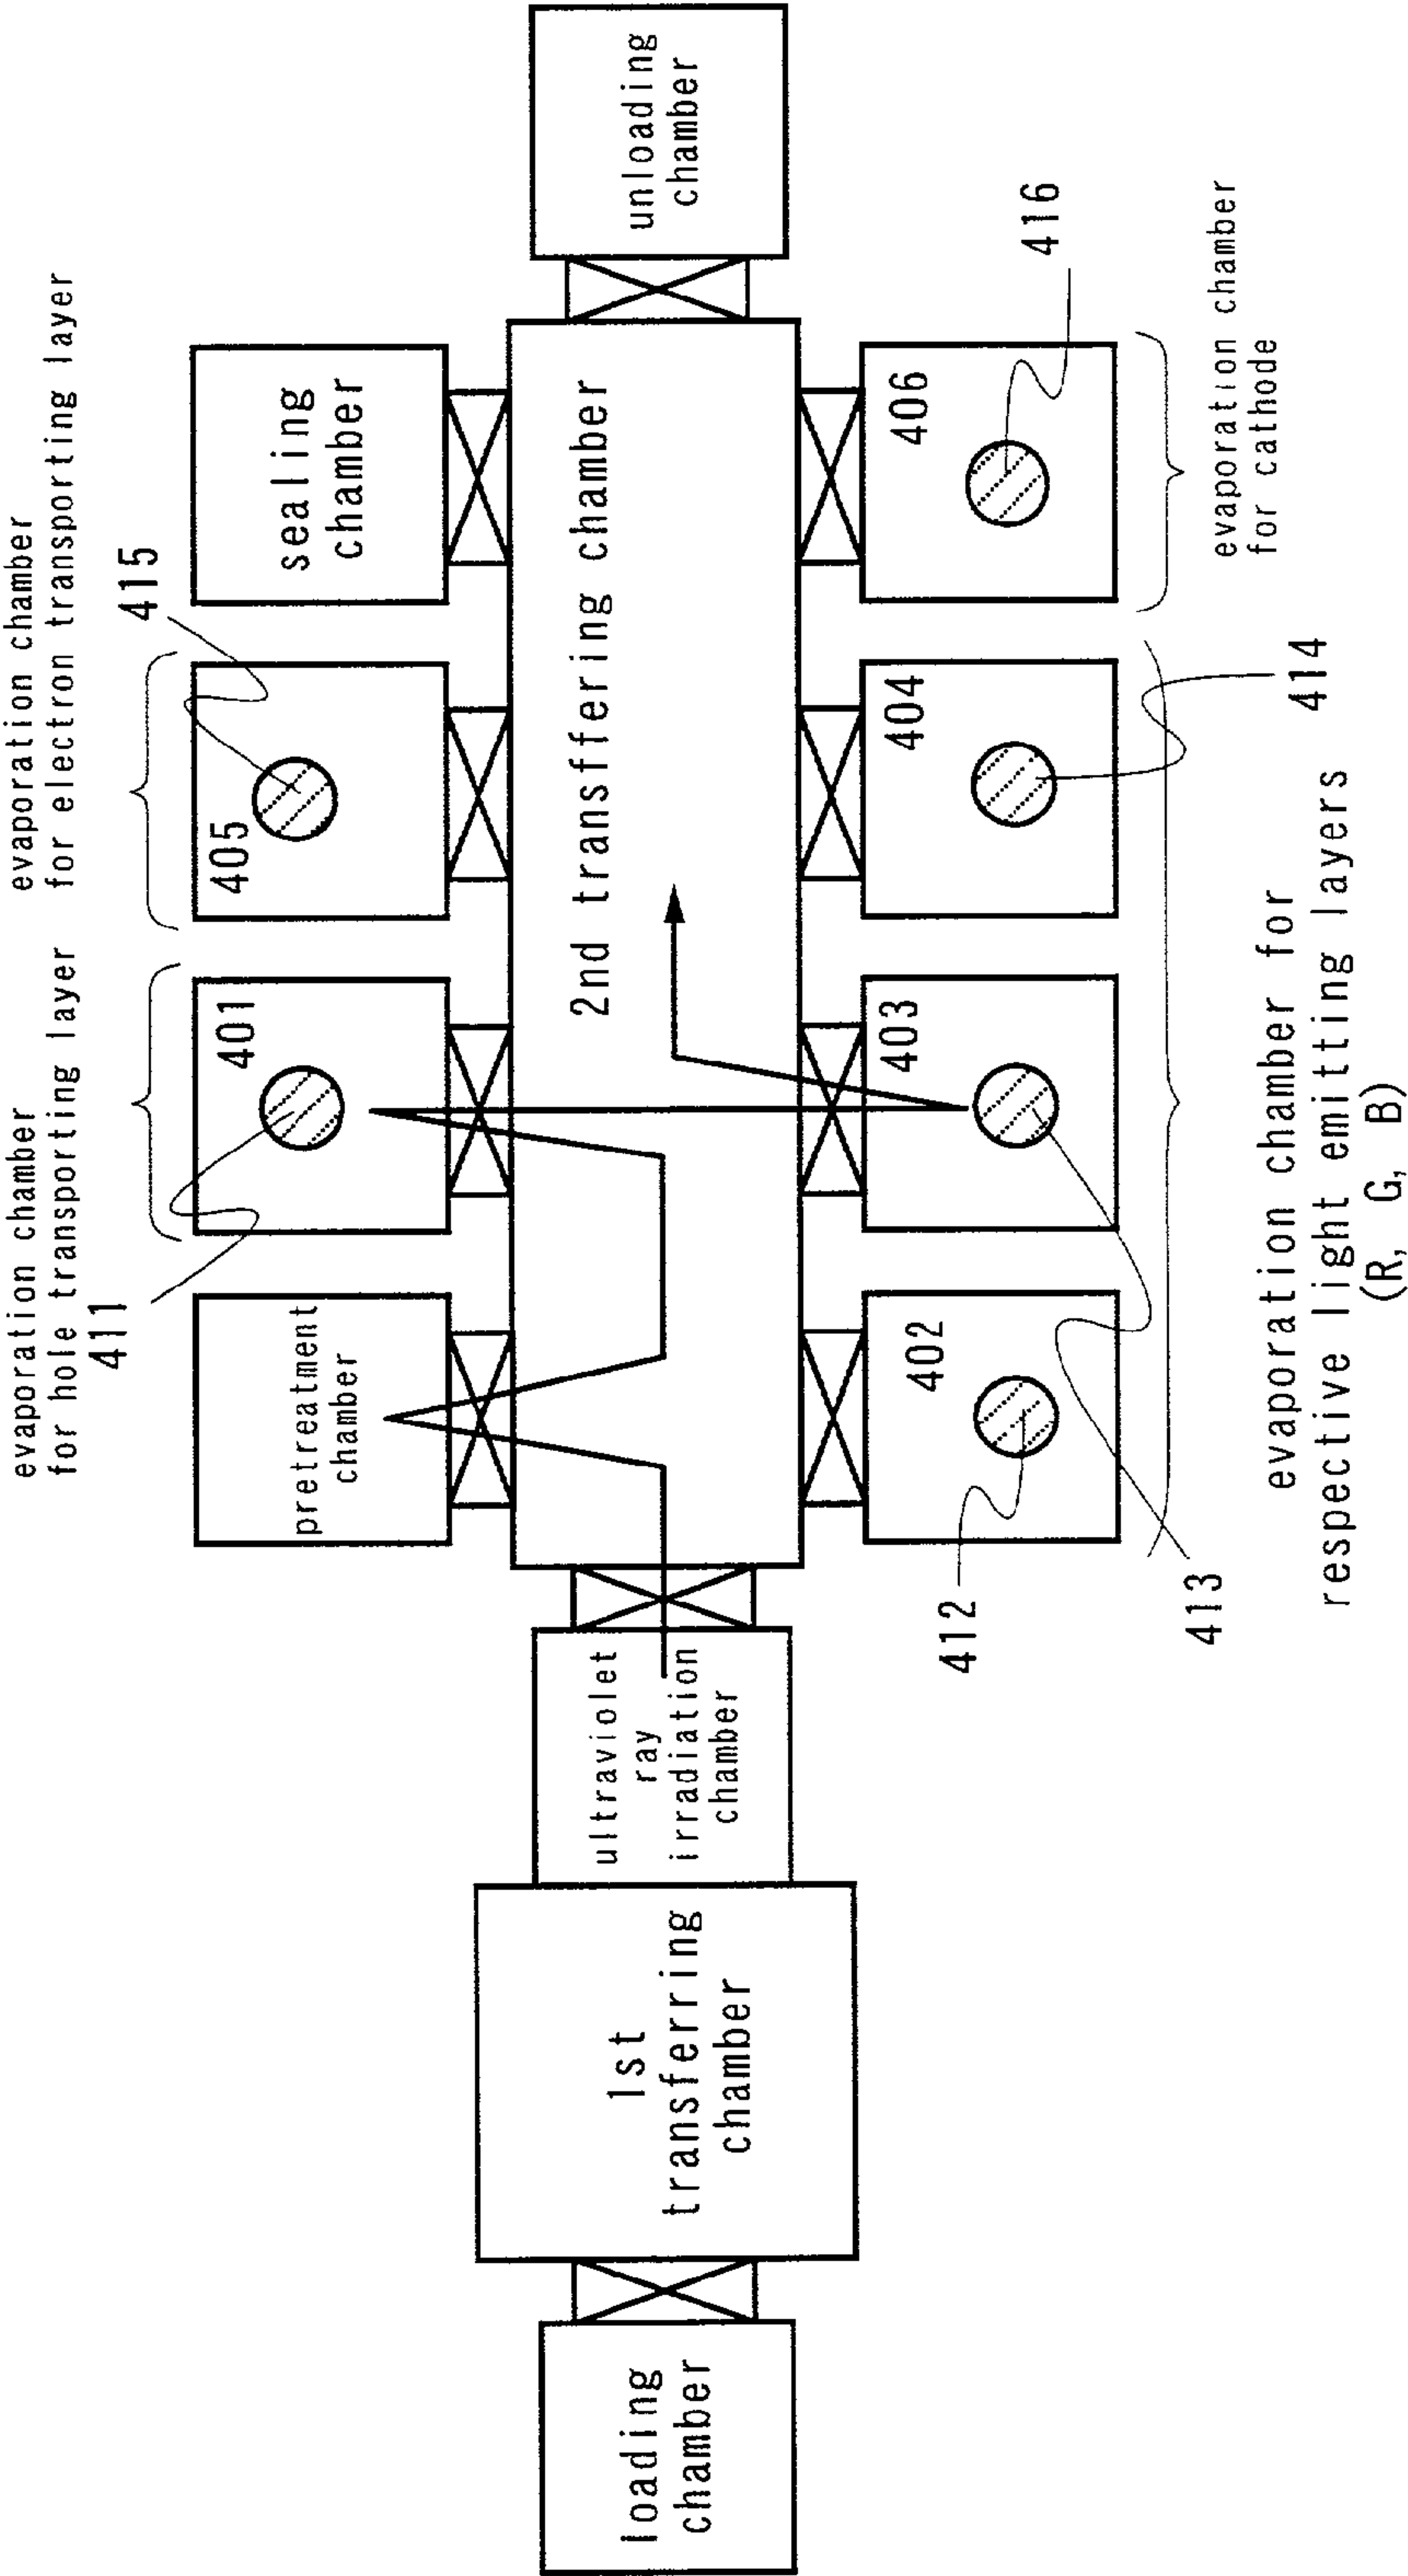 evaporation chamber
for hole transporting layer
411
evaporation chamber
for electron transporting layer
415
pretreatment
chamber
401
405
sealing
chamber
loading
chamber
1st
transferring
chamber
ultraviolet
ray
irradiation
chamber
2nd transffering chamber
unloading
chamber
402
403
404
406
412
413
414
416
evaporation chamber for
respective light emitting layers
(R, G, B)
evaporation chamber
for cathode